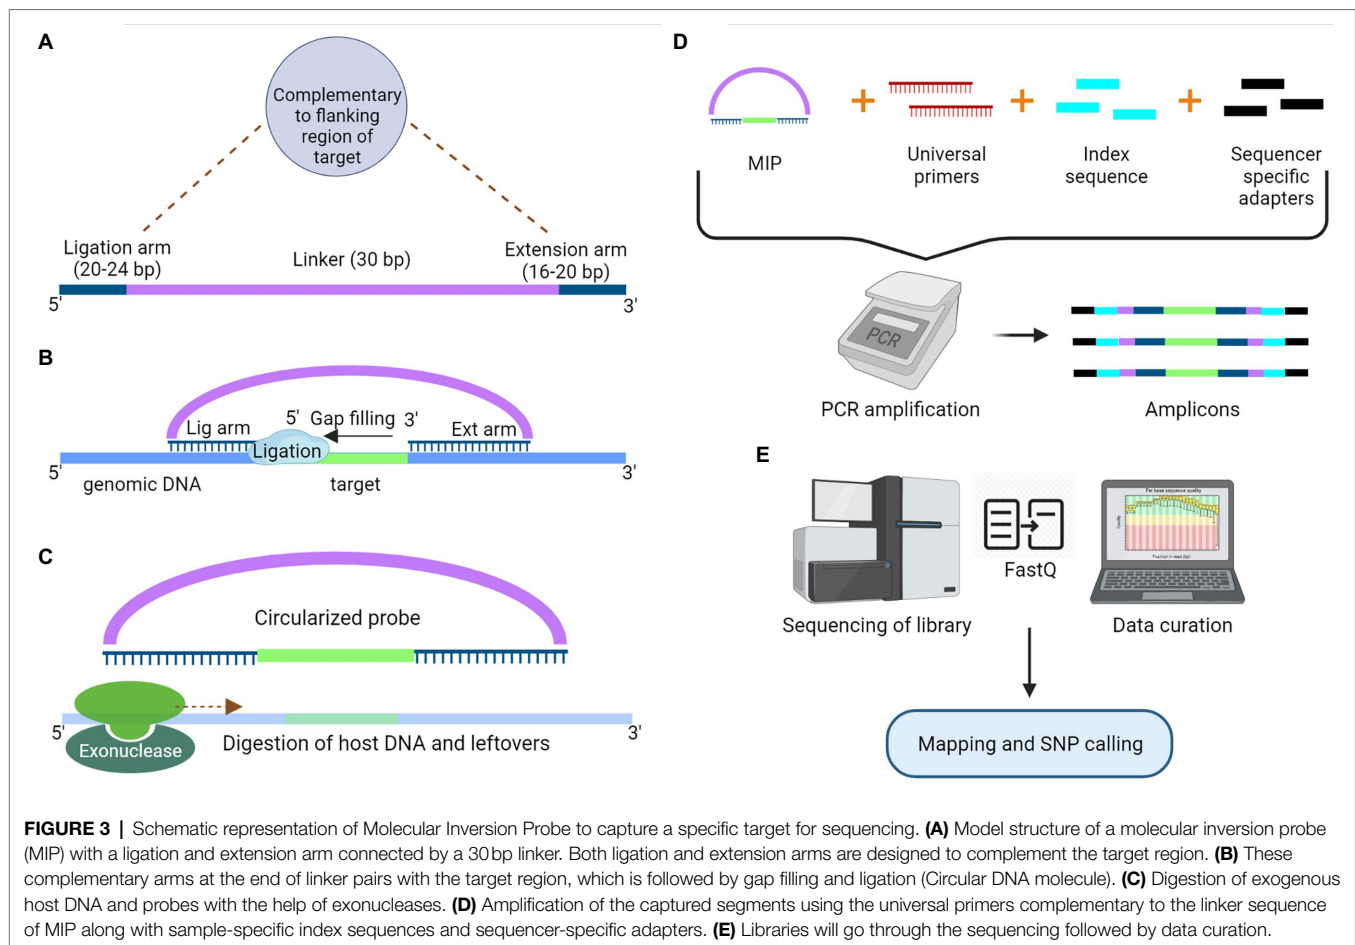 A
Complementary
to flanking
region of
target
Ligation arm
(20-24 bp)
Linker (30 bp)
Extension arm
(16-20 bp)
5'
3'
B
Lig arm
5'
Gap filling
3'
Ext arm
Ligation
5'
3'
genomic DNA
target
C
Circularized probe
5'
3'
Exonuclease
Digestion of host DNA and leftovers
D
MIP
Universal
primers
Index
sequence
Sequencer
specific
adapters
PCR
PCR amplification
Amplicons
E
Per base sequence quality
Quality
Position in read (bp)
FastQ
Sequencing of library
Data curation
Mapping and SNP calling
FIGURE 3 | Schematic representation of Molecular Inversion Probe to capture a specific target for sequencing. (A) Model structure of a molecular inversion probe
(MIP) with a ligation and extension arm connected by a 30 bp linker. Both ligation and extension arms are designed to complement the target region. (B) These
complementary arms at the end of linker pairs with the target region, which is followed by gap filling and ligation (Circular DNA molecule). (C) Digestion of exogenous
host DNA and probes with the help of exonucleases. (D) Amplification of the captured segments using the universal primers complementary to the linker sequence
of MIP along with sample-specific index sequences and sequencer-specific adapters. (E) Libraries will go through the sequencing followed by data curation.